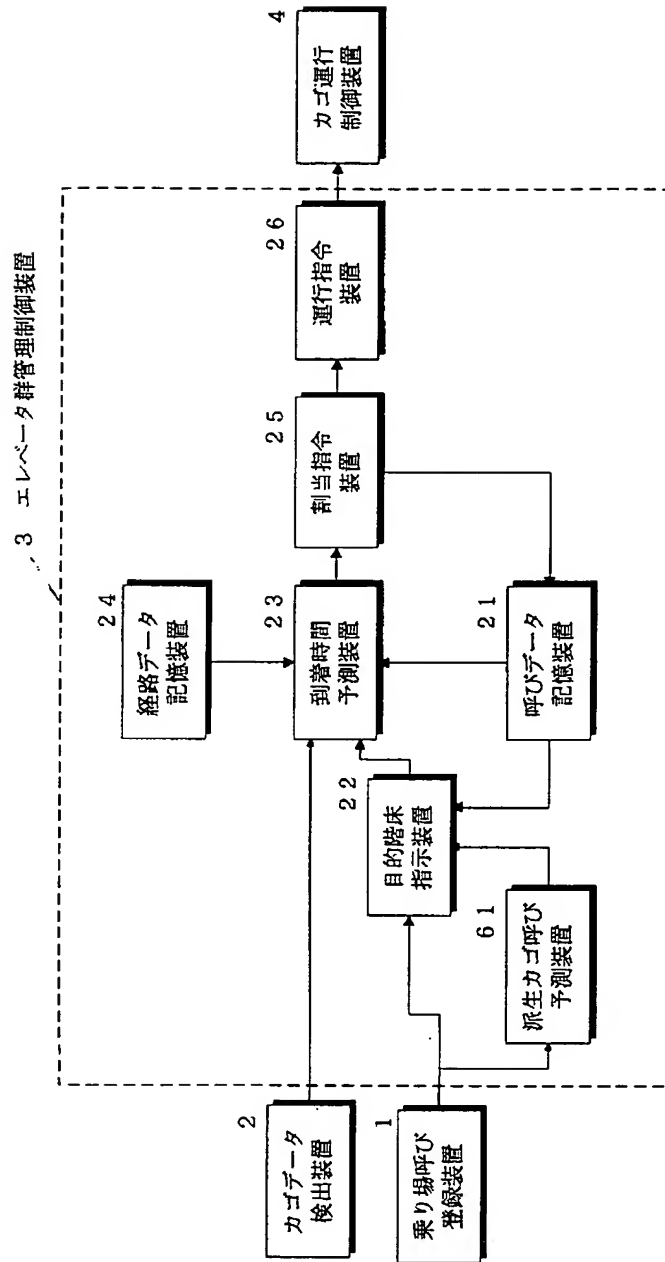 3 エレベータ群管理制御装置
2
カゴデータ
検出装置
1
乗り場呼び
登録装置
24
経路データ
記憶装置
23
到着時間
予測装置
22
目的階床
指示装置
61
派生カゴ呼び
予測装置
21
呼びデータ
記憶装置
25
割当指令
装置
26
運行指令
装置
4
カゴ運行
制御装置